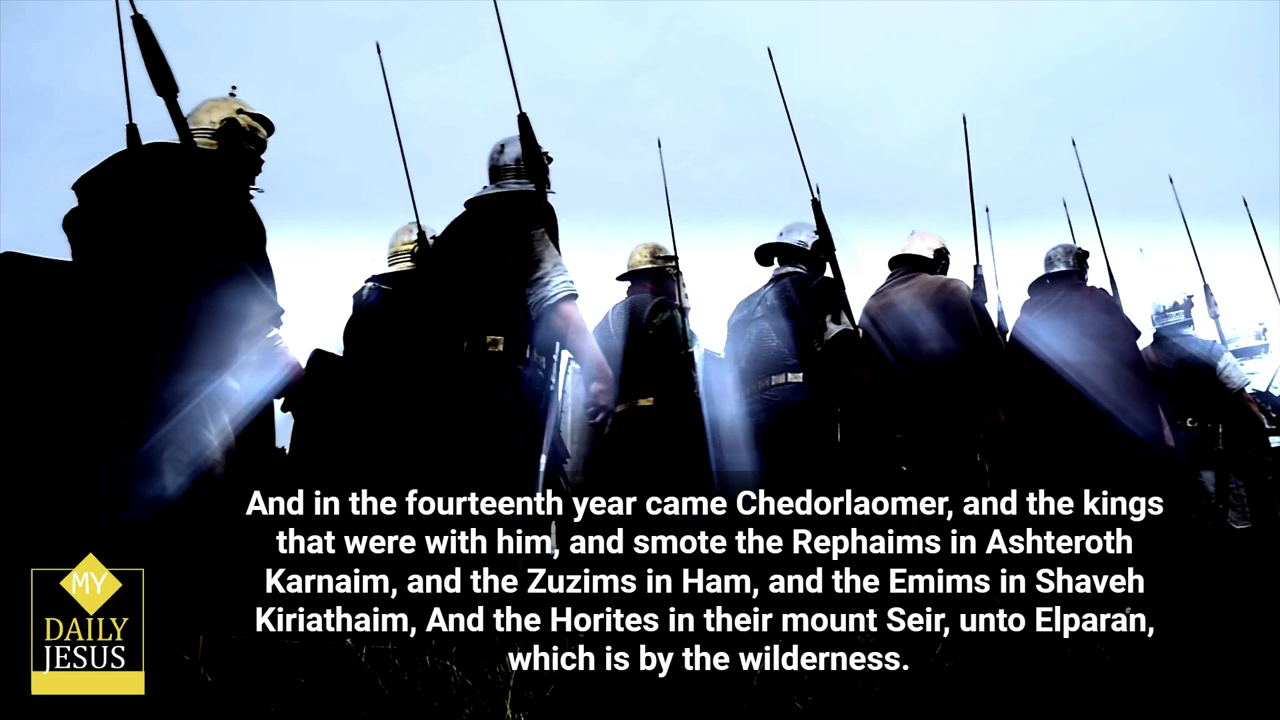 And in the fourteenth year came Chedorlaomer, and the kings
that were with him, and smote the Rephaims in Ashteroth
Karnaim, and the Zuzims in Ham, and the Emims in Shaveh
Kiriathaim, And the Horites in their mount Seir, unto Elparan,
which is by the wilderness.
MY
DAILY
JESUS